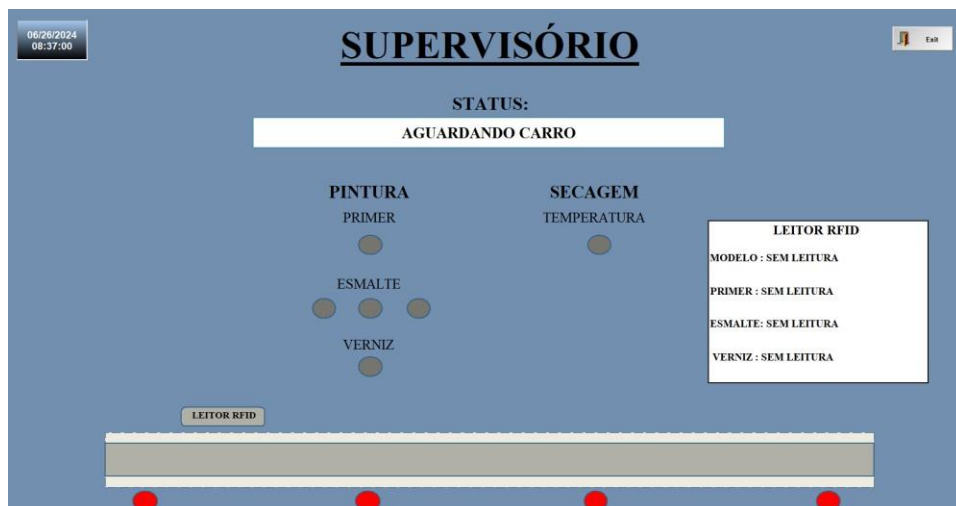 06/26/2024
08:37:00
SUPERVISÓRIO
Exit
STATUS:
AGUARDANDO CARRO
PINTURA
SECAGEM
PRIMER
TEMPERATURA
LEITOR RFID
MODELO : SEM LEITURA
ESMALTE
PRIMER : SEM LEITURA
ESMALTE: SEM LEITURA
VERNIZ
VERNIZ : SEM LEITURA
LEITOR RFID